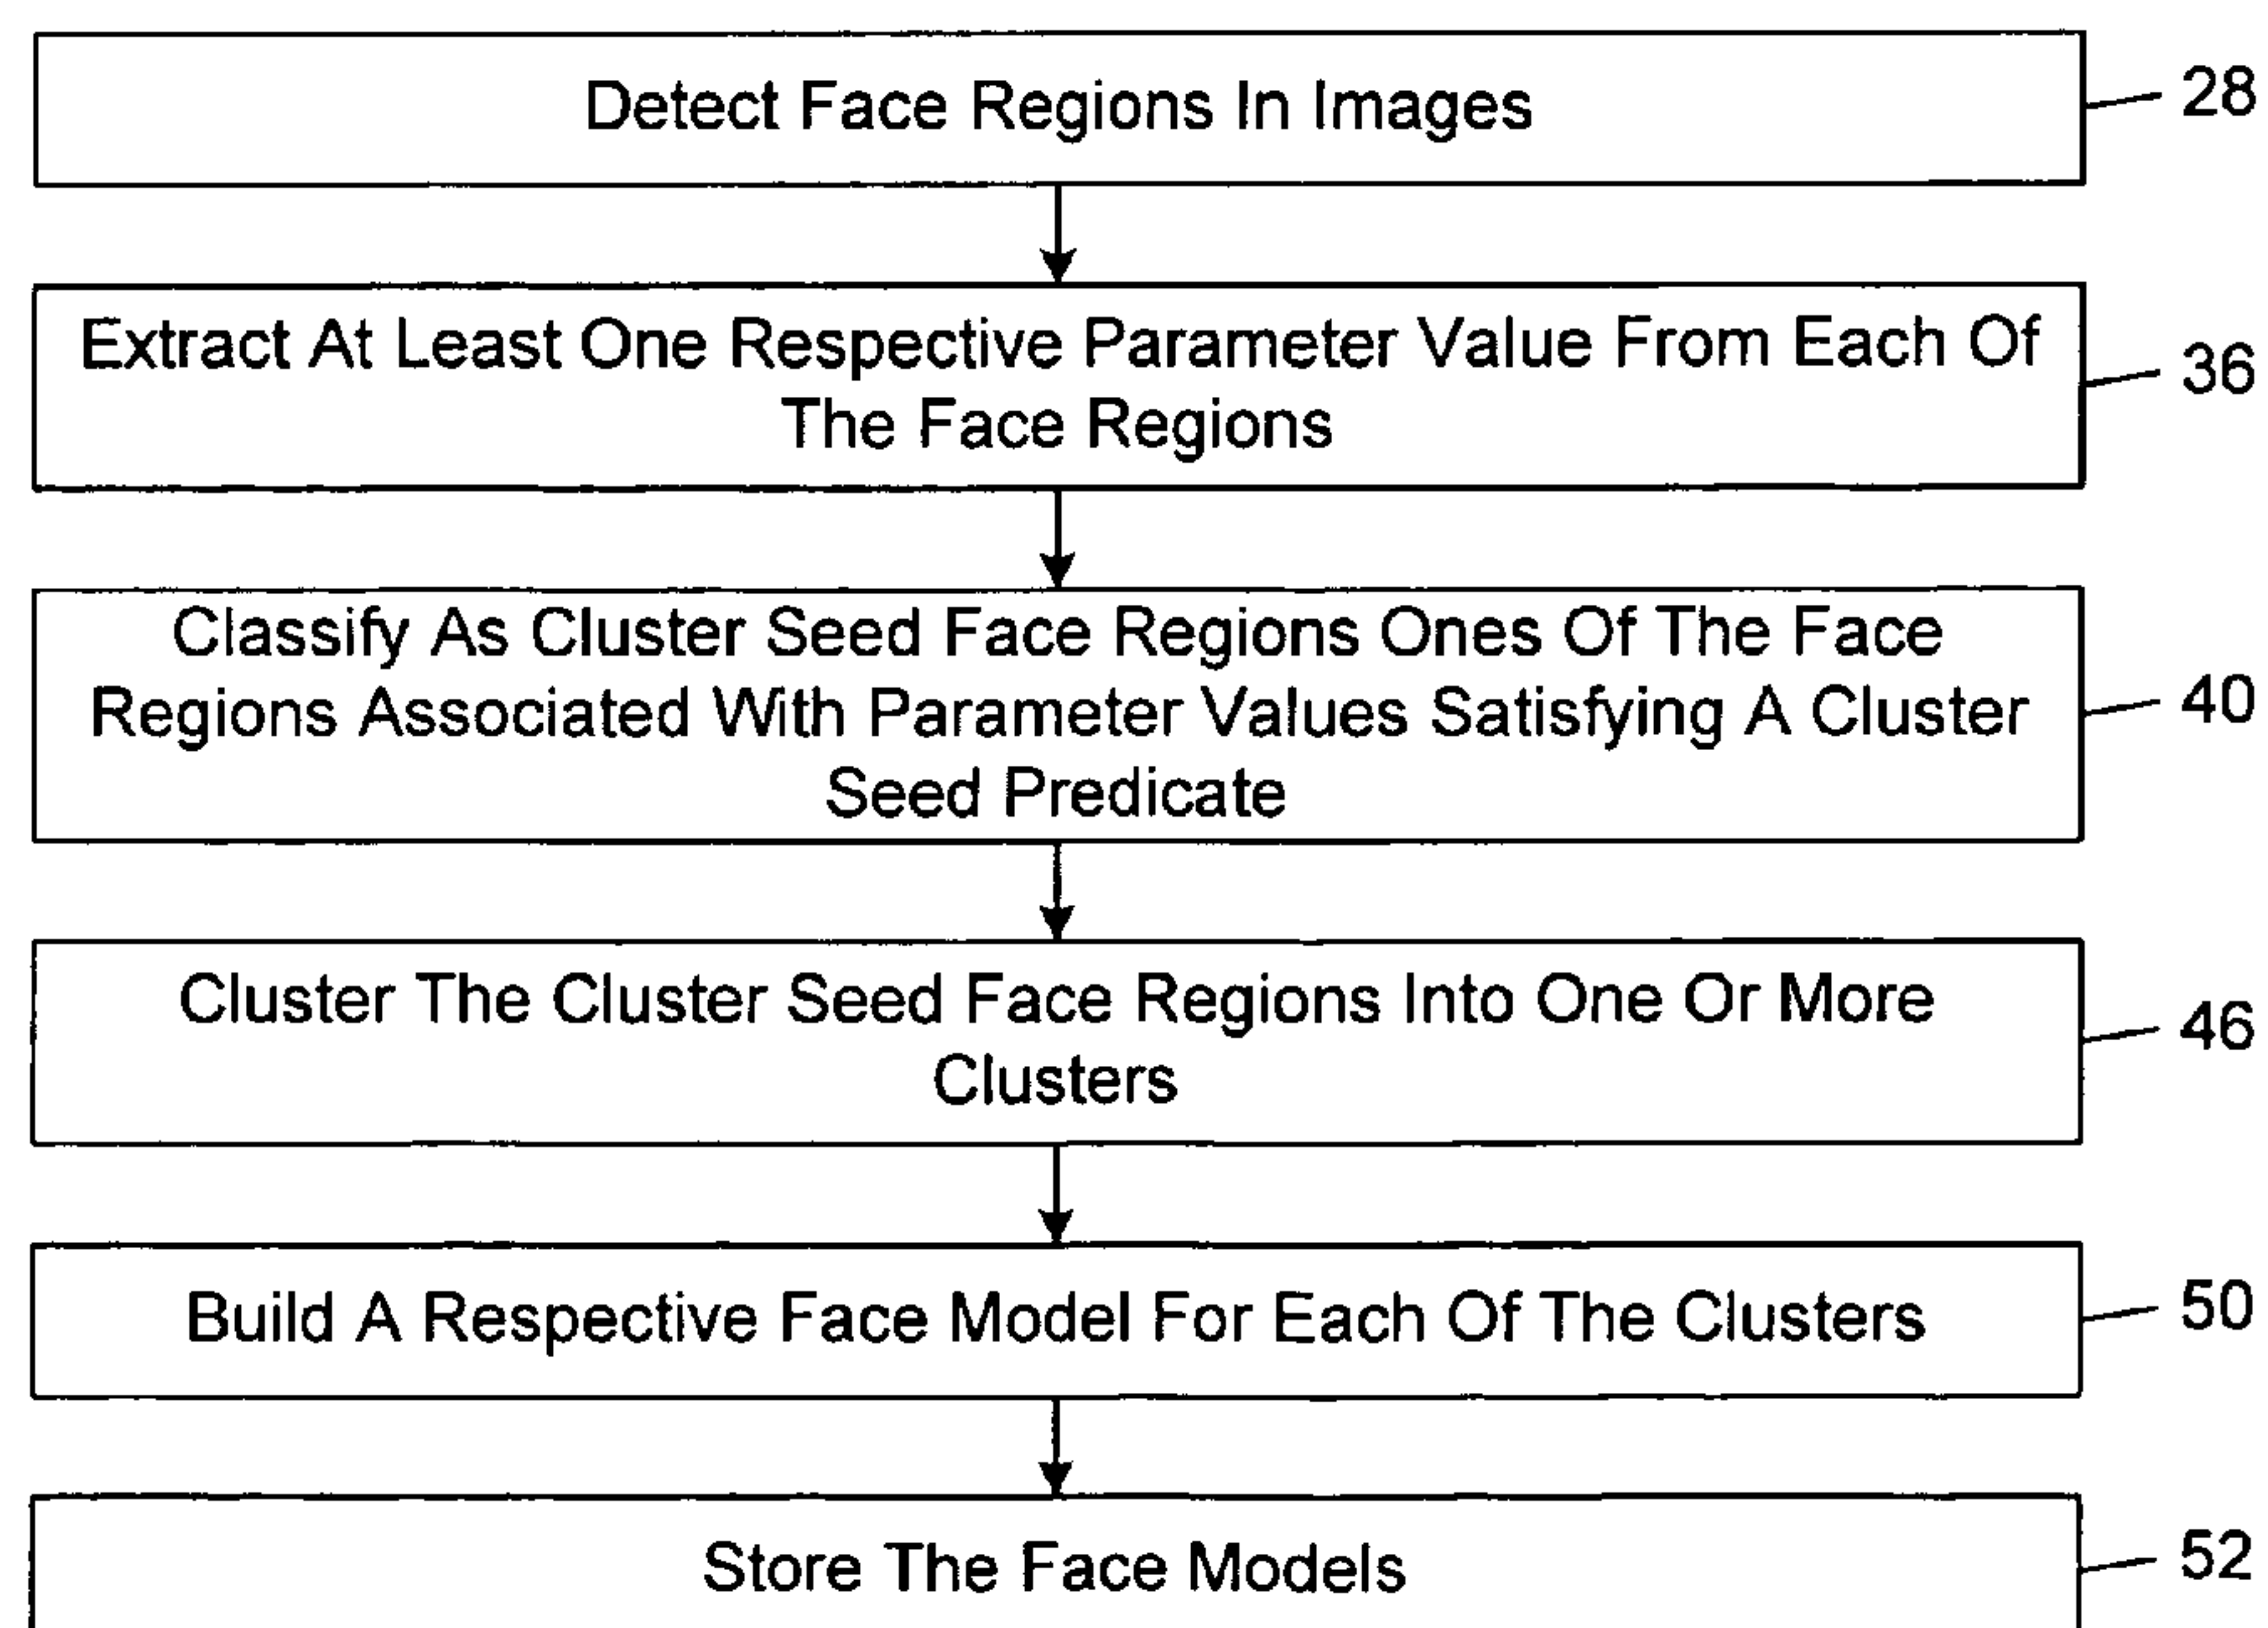 Detect Face Regions In Images
28
Extract At Least One Respective Parameter Value From Each Of
The Face Regions
36
Classify As Cluster Seed Face Regions Ones Of The Face
Regions Associated With Parameter Values Satisfying A Cluster
Seed Predicate
40
Cluster The Cluster Seed Face Regions Into One Or More
Clusters
46
Build A Respective Face Model For Each Of The Clusters
50
Store The Face Models
52